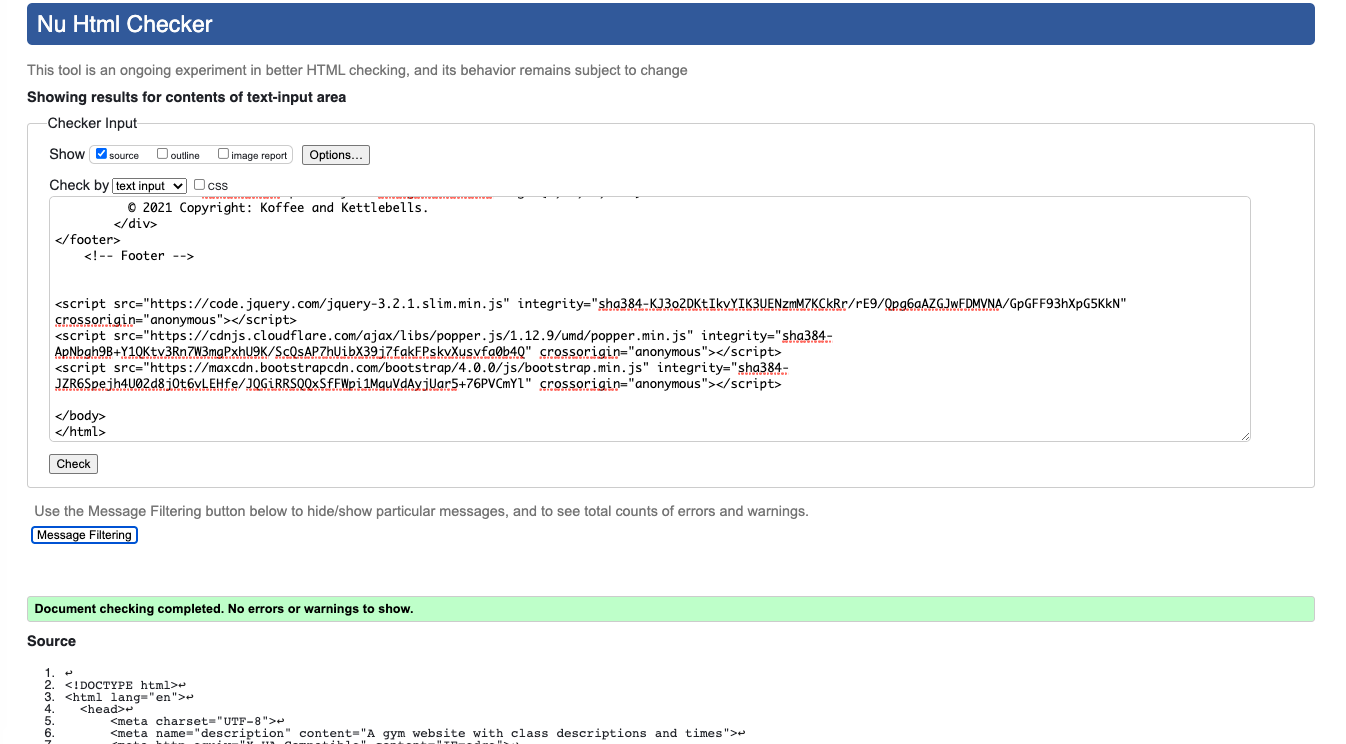 Nu Html Checker
This tool is an ongoing experiment in better HTML checking, and its behavior remains subject to change
Showing results for contents of text-input area
Checker Input
Show source outline image report Options...
Check by text input css
© 2021 Copyright: Koffee and Kettlebells.
</div>
</footer>
<!-- Footer -->
<script src="https://code.jquery.com/jquery-3.2.1.slim.min.js" integrity="sha384-KJ3o2DKtIkvYIK3UENzmM7KCkRr/rE9/Qpg6aAZGJwFDMVNA/GpGFF93hXpG5KkN"
crossorigin="anonymous"></script>
<script src="https://cdnjs.cloudflare.com/ajax/libs/popper.js/1.12.9/umd/popper.min.js" integrity="sha384-
ApNbgh9B+Y1QKtv3Rn7W3mgPxhU9K/ScQsAP7hUibX39j7fakFPskvXusvfa0b4Q" crossorigin="anonymous"></script>
<script src="https://maxcdn.bootstrapcdn.com/bootstrap/4.0.0/js/bootstrap.min.js" integrity="sha384-
JZR6Spejh4U02d8jOt6vLEHfe/JQGiRRSQQxSfFWpi1MquVdAyjUar5+76PVCmYl" crossorigin="anonymous"></script>
</body>
</html>
Check
Use the Message Filtering button below to hide/show particular messages, and to see total counts of errors and warnings.
Message Filtering
Document checking completed. No errors or warnings to show.
Source
1. ↩
2. <!DOCTYPE html>↩
3. <html lang="en">↩
4. <head>↩
5. <meta charset="UTF-8">↩
6. <meta name="description" content="A gym website with class descriptions and times">↩